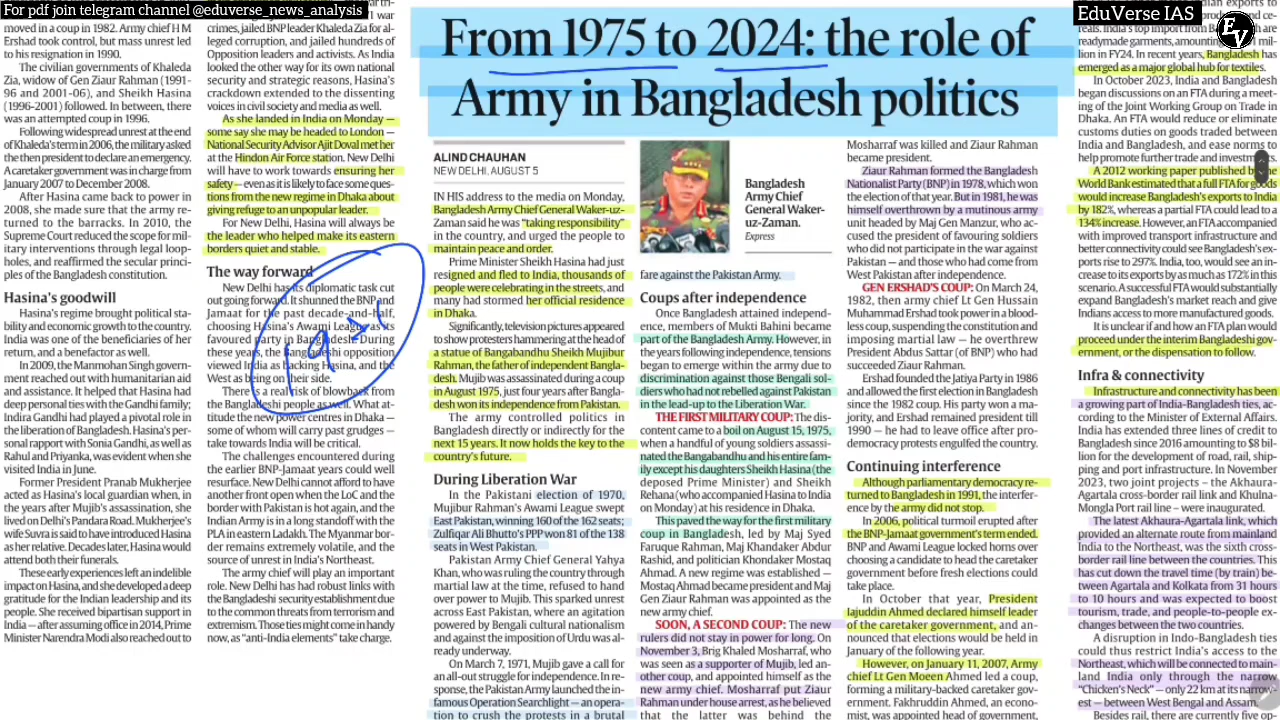 For pdf join telegram channel @eduverse_news_analysis
EduVerse IAS
moved in a coup in 1982. Army chief H M
Ershad took control, but mass unrest led
to his resignation in 1990.
The civilian governments of Khaleda
Zia, widow of Gen Ziaur Rahman (1991-
96 and 2001-06), and Sheikh Hasina
(1996-2001) followed. In between, there
was an attempted coup in 1996.
Following widespread unrest at the end
of Khaleda's term in 2006, the military asked
the then president to declare an emergency.
A caretaker government was in charge from
January 2007 to December 2008.
After Hasina came back to power in
2008, she made sure that the army re-
turned to the barracks. In 2010, the
Supreme Court reduced the scope for mil-
itary interventions through legal loop-
holes, and reaffirmed the secular princi-
ples of the Bangladesh constitution.
Hasina's goodwill
Hasina's regime brought political sta-
bility and economic growth to the country.
India was one of the beneficiaries of her
return, and a benefactor as well.
In 2009, the Manmohan Singh govern-
ment reached out with humanitarian aid
and assistance. It helped that Hasina had
deep personal ties with the Gandhi family;
Indira Gandhi had played a pivotal role in
the liberation of Bangladesh. Hasina's per-
sonal rapport with Sonia Gandhi, as well as
Rahul and Priyanka, was evident when she
visited India in June.
Former President Pranab Mukherjee
acted as Hasina's local guardian when, in
the years after Mujib's assassination, she
lived on Delhi's Pandara Road. Mukherjee's
wife Suvra is said to have introduced Hasina
as her relative. Decades later, Hasina would
attend both their funerals.
These early experiences left an indelible
impact on Hasina, and she developed a deep
gratitude for the Indian leadership and its
people. She received bipartisan support in
India — after assuming office in 2014, Prime
Minister Narendra Modi also reached out to
crimes, jailed BNP leader Khaleda Zia for al-
leged corruption, and jailed hundreds of
Opposition leaders and activists. As India
looked the other way for its own national
security and strategic reasons, Hasina's
crackdown extended to the dissenting
voices in civil society and media as well.
As she landed in India on Monday —
some say she may be headed to London —
National Security Advisor Ajit Doval met her
at the Hindon Air Force station. New Delhi
will have to work towards ensuring her
safety — even as it is likely to face some ques-
tions from the new regime in Dhaka about
giving refuge to an unpopular leader.
For New Delhi, Hasina will always be
the leader who helped make its eastern
borders quiet and stable.
The way forward
New Delhi has its diplomatic task cut
out going forward. It shunned the BNP and
Jamaat for the past decade-and-half,
choosing Hasina's Awami League as its
favoured party in Bangladesh. During
these years, the Bangladeshi opposition
viewed India as backing Hasina, and the
West as being on their side.
There is a real risk of blowback from
the Bangladeshi people as well. What at-
titude the new power centres in Dhaka —
some of whom will carry past grudges —
take towards India will be critical.
The challenges encountered during
the earlier BNP-Jamaat years could well
resurface. New Delhi cannot afford to have
another front open when the LoC and the
border with Pakistan is hot again, and the
Indian Army is in a long standoff with the
PLA in eastern Ladakh. The Myanmar bor-
der remains extremely volatile, and the
source of unrest in India's Northeast.
The army chief will play an important
role. New Delhi has had robust links with
the Bangladeshi security establishment due
to the common threats from terrorism and
extremism. Those ties might come in handy
now, as “anti-India elements” take charge.
From 1975 to 2024: the role of
Army in Bangladesh politics
ALIND CHAUHAN
NEW DELHI, AUGUST 5
IN HIS address to the media on Monday,
Bangladesh Army Chief General Waker-uz-
Zaman said he was “taking responsibility”
in the country, and urged the people to
maintain peace and order.
Prime Minister Sheikh Hasina had just
resigned and fled to India, thousands of
people were celebrating in the streets, and
many had stormed her official residence
in Dhaka.
Significantly, television pictures appeared
to show protesters hammering at the head of
a statue of Bangabandhu Sheikh Mujibur
Rahman, the father of independent Bangla-
desh. Mujib was assassinated during a coup
in August 1975, just four years after Bangla-
desh won its independence from Pakistan.
The army controlled politics in
Bangladesh directly or indirectly for the
next 15 years. It now holds the key to the
country's future.
During Liberation War
In the Pakistani election of 1970,
Mujibur Rahman's Awami League swept
East Pakistan, winning 160 of the 162 seats;
Zulfiqar Ali Bhutto's PPP won 81 of the 138
seats in West Pakistan.
Pakistan Army Chief General Yahya
Khan, who was ruling the country through
martial law at the time, refused to hand
over power to Mujib. This sparked unrest
across East Pakistan, where an agitation
powered by Bengali cultural nationalism
and against the imposition of Urdu was al-
ready underway.
On March 7, 1971, Mujib gave a call for
an all-out struggle for independence. In re-
sponse, the Pakistan Army launched the in-
famous Operation Searchlight — an opera-
tion to crush the protests in a brutal
Bangladesh
Army Chief
General Waker-
uz-Zaman.
Express
fare against the Pakistan Army.
Coups after independence
Once Bangladesh attained independ-
ence, members of Mukti Bahini became
part of the Bangladesh Army. However, in
the years following independence, tensions
began to emerge within the army due to
discrimination against those Bengali sol-
diers who had not rebelled against Pakistan
in the lead-up to the Liberation War.
THE FIRST MILITARY COUP: The dis-
content came to a boil on August 15, 1975,
when a handful of young soldiers assassi-
nated the Bangabandhu and his entire fam-
ily except his daughters Sheikh Hasina (the
deposed Prime Minister) and Sheikh
Rehana (who accompanied Hasina to India
on Monday) at his residence in Dhaka.
This paved the way for the first military
coup in Bangladesh, led by Maj Syed
Faruque Rahman, Maj Khandaker Abdur
Rashid, and politician Khondaker Mostaq
Ahmad. A new regime was established —
Mostaq Ahmad became president and Maj
Gen Ziaur Rahman was appointed as the
new army chief.
SOON, A SECOND COUP: The new
rulers did not stay in power for long. On
November 3, Brig Khaled Mosharraf, who
was seen as a supporter of Mujib, led an-
other coup, and appointed himself as the
new army chief. Mosharraf put Ziaur
Rahman under house arrest, as he believed
that the latter was behind the
Mosharraf was killed and Ziaur Rahman
became president.
Ziaur Rahman formed the Bangladesh
Nationalist Party (BNP) in 1978, which won
the election of that year. But in 1981, he was
himself overthrown by a mutinous army
unit headed by Maj Gen Manzur, who ac-
cused the president of favouring soldiers
who did not participate in the war against
Pakistan — and those who had come from
West Pakistan after independence.
GEN ERSHAD'S COUP: On March 24,
1982, then army chief Lt Gen Hussain
Muhammad Ershad took power in a blood-
less coup, suspending the constitution and
imposing martial law — he overthrew
President Abdus Sattar (of BNP) who had
succeeded Ziaur Rahman.
Ershad founded the Jatiya Party in 1986
and allowed the first election in Bangladesh
since the 1982 coup. His party won a ma-
jority, and Ershad remained president till
1990 — he had to leave office after pro-
democracy protests engulfed the country.
Continuing interference
Although parliamentary democracy re-
turned to Bangladesh in 1991, the interfer-
ence by the army did not stop.
In 2006, political turmoil erupted after
the BNP-Jamaat government's term ended.
BNP and Awami League locked horns over
choosing a candidate to head the caretaker
government before fresh elections could
take place.
In October that year, President
Iajuddin Ahmed declared himself leader
of the caretaker government, and an-
nounced that elections would be held in
January of the following year.
However, on January 11, 2007, Army
chief Lt Gen Moeen Ahmed led a coup,
forming a military-backed caretaker gov-
ernment. Fakhruddin Ahmed, an econo-
mist, was appointed head of government,
reals. India's top import from
readymade garments, amounting
lion in FY24. In recent years, Bangladesh has
emerged as a major global hub for textiles.
In October 2023, India and Bangladesh
began discussions on an FTA during a meet-
ing of the Joint Working Group on Trade in
Dhaka. An FTA would reduce or eliminate
customs duties on goods traded between
India and Bangladesh, and ease norms to
help promote further trade and investments.
A 2012 working paper published by the
World Bank estimated that a full FTA for goods
would increase Bangladesh's exports to India
by 182%, whereas a partial FTA could lead to a
134% increase. However, an FTA accompanied
with improved transport infrastructure and
better connectivity could see Bangladesh's ex-
ports rise to 297%. India, too, would see an in-
crease to its exports by as much as 172% in this
scenario. A successful FTA would substantially
expand Bangladesh's market reach and give
Indians access to more manufactured goods.
It is unclear if and how an FTA plan would
proceed under the interim Bangladesh gov-
ernment, or the dispensation to follow.
Infra & connectivity
Infrastructure and connectivity has been
a growing part of India-Bangladesh ties, ac-
cording to the Minister of External Affairs.
India has extended three lines of credit to
Bangladesh since 2016 amounting to $8 bil-
lion for the development of road, rail, ship-
ping and port infrastructure. In November
2023, two joint projects – the Akhaura-
Agartala cross-border rail link and Khulna-
Mongla Port rail line – were inaugurated.
The latest Akhaura-Agartala link, which
provided an alternate route from mainland
India to the Northeast, was the sixth cross-
border rail line between the countries. This
has cut down the travel time (by train) be-
tween Agartala and Kolkata from 31 hours
to 10 hours and was expected to boost
tourism, trade, and people-to-people ex-
changes between the two countries.
A disruption in Indo-Bangladesh ties
could thus restrict India's access to the
Northeast, which will be connected to main-
land India only through the narrow
“Chicken's Neck” — only 22 km at its narrow-
est — between West Bengal and Assam.
Besides rail, there are currently five op-